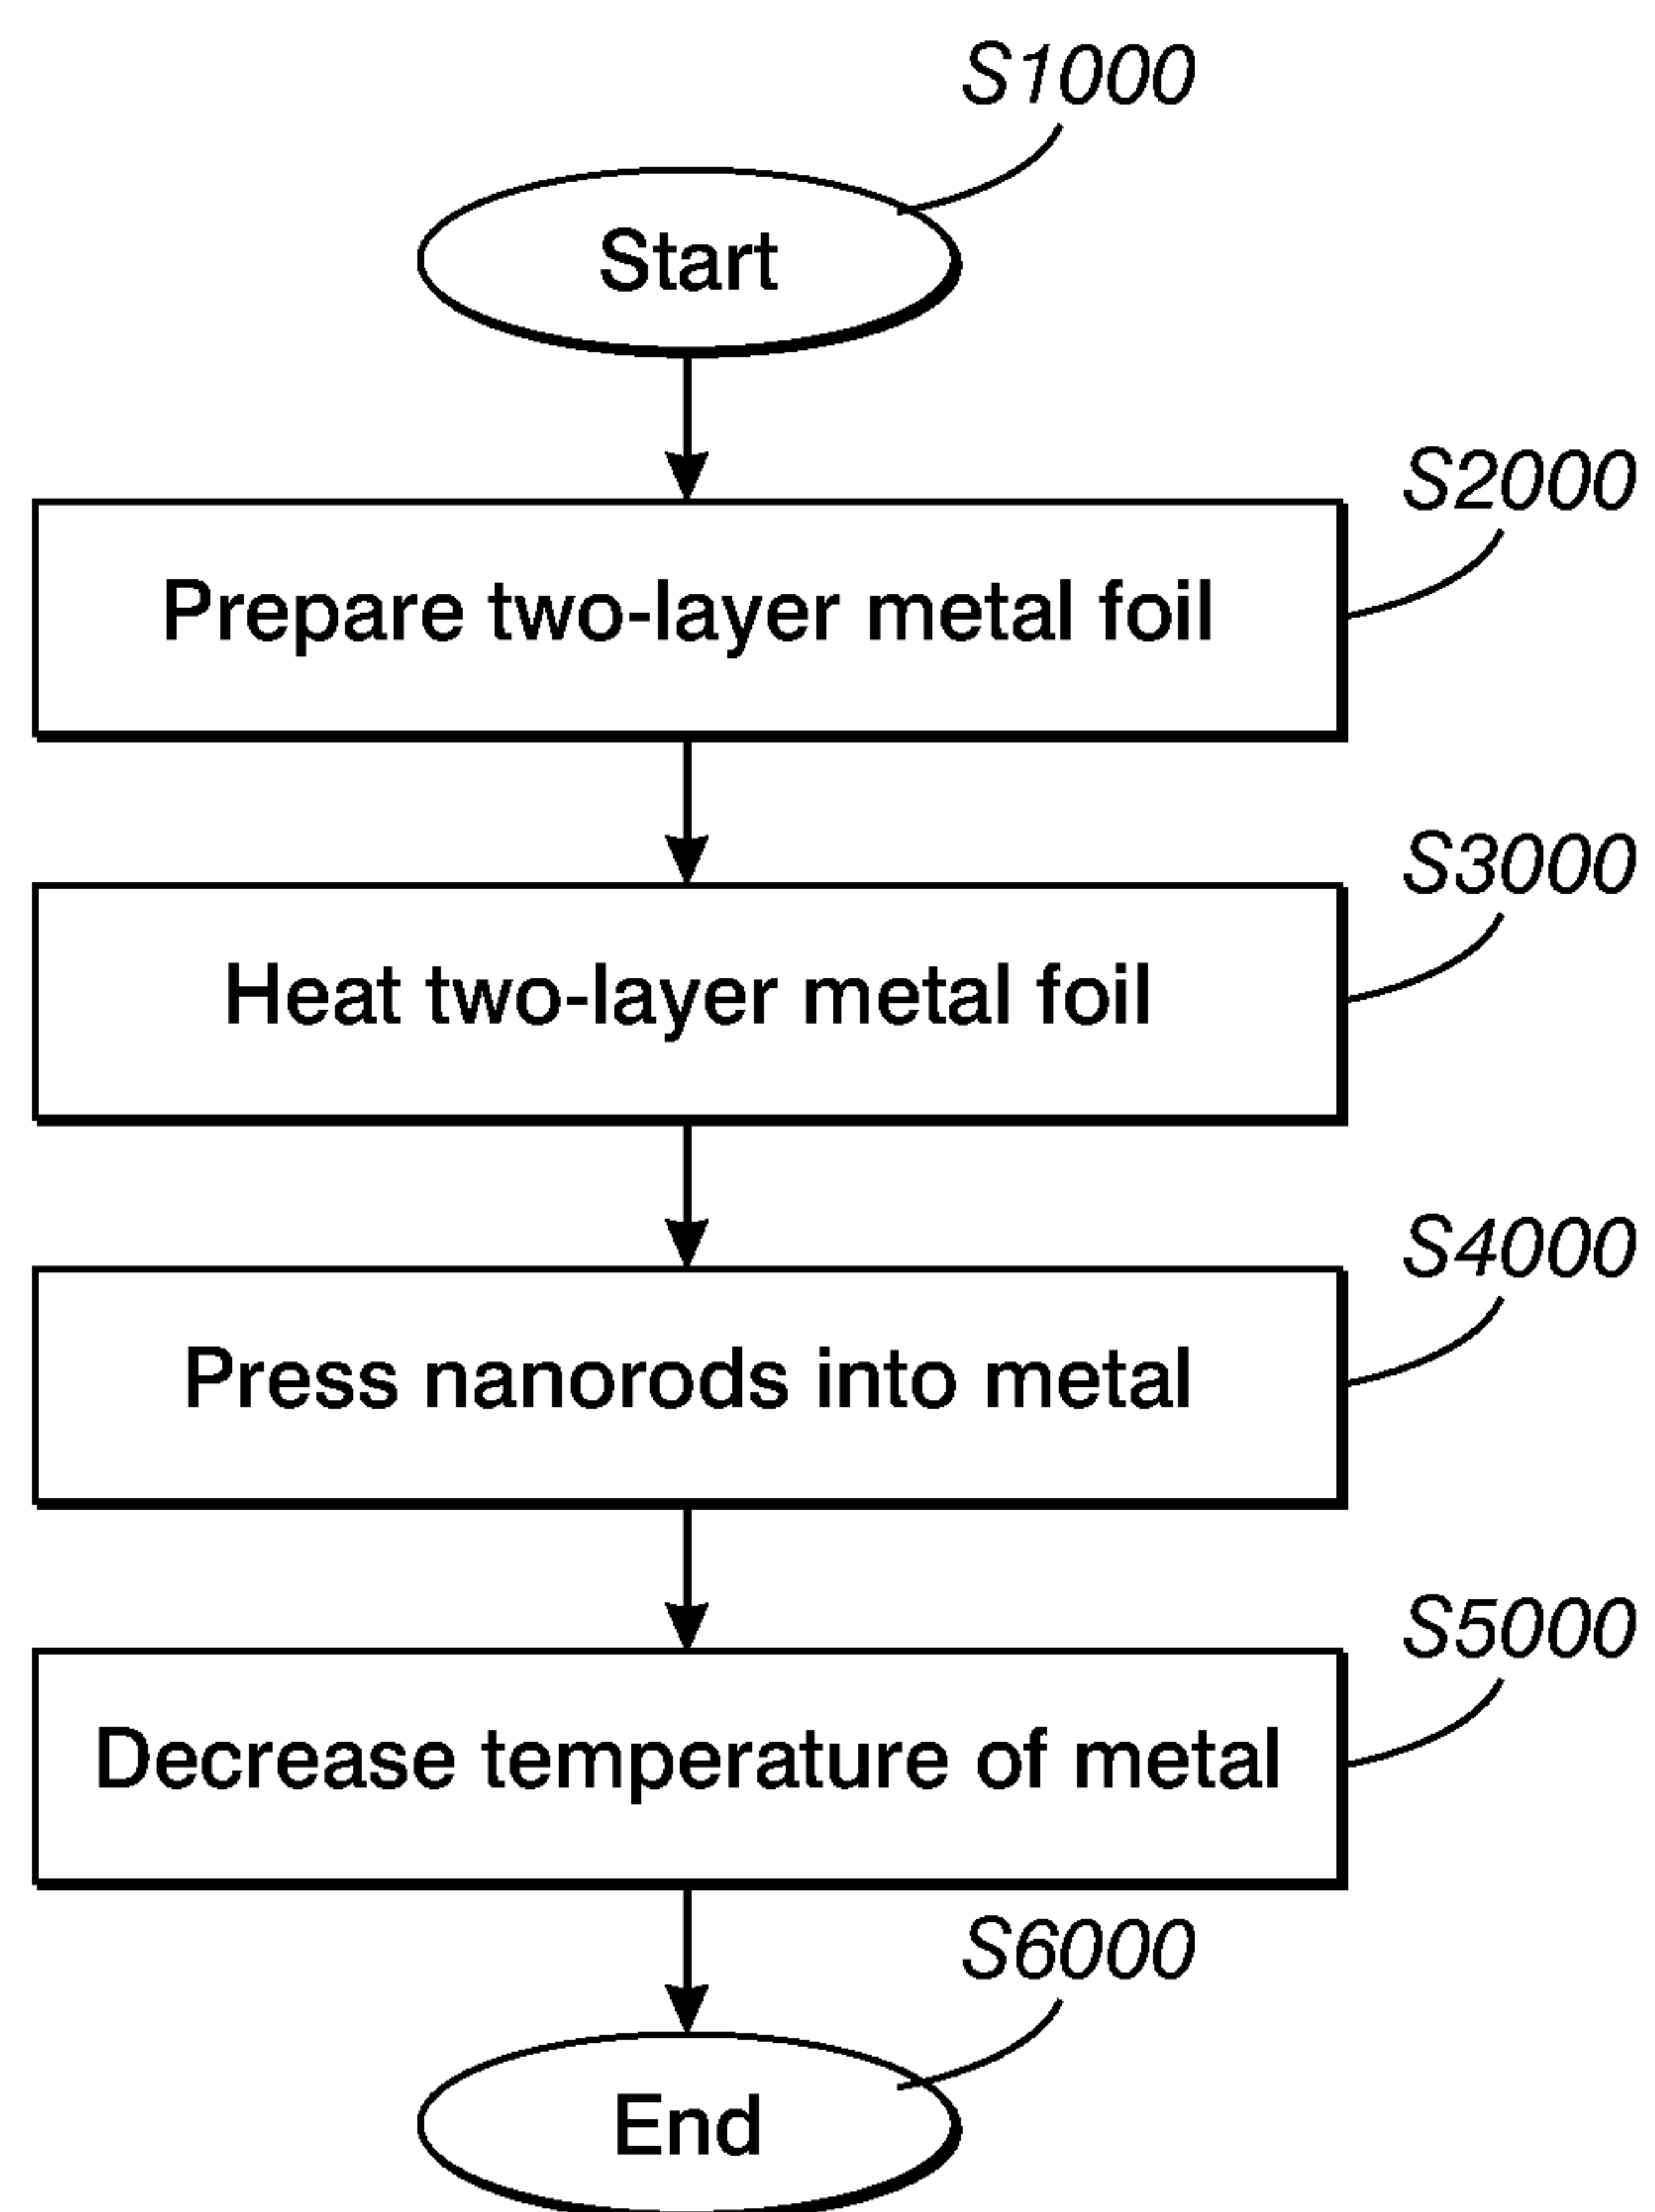 S1000
Start
S2000
Prepare two-layer metal foil
S3000
Heat two-layer metal foil
S4000
Press nanorods into metal
S5000
Decrease temperature of metal
S6000
End